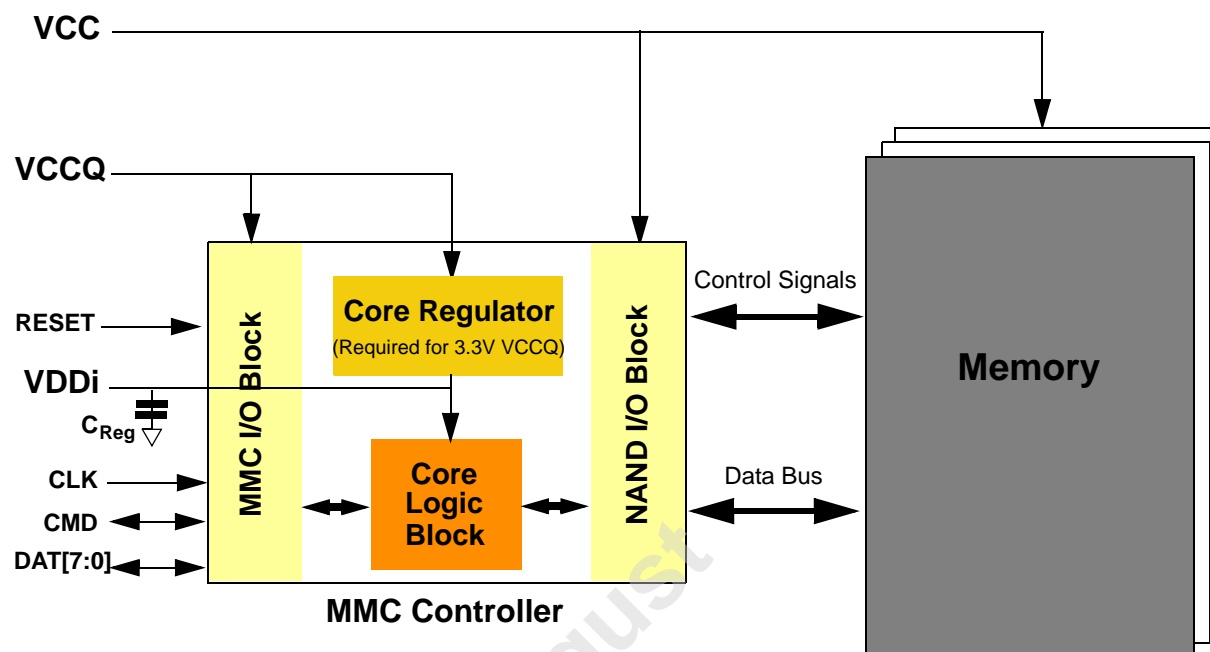 VCC
VCCQ
RESET
VDDi
CReg
CLK
CMD
DAT[7:0]
MMC I/O Block
Core Regulator
(Required for 3.3V VCCQ)
Core
Logic
Block
NAND I/O Block
MMC Controller
Control Signals
Data Bus
Memory